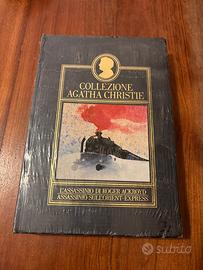 COLLEZIONE
AGATHA CHRISTIE
L'ASSASSINIO DI ROGER ACKROYD
ASSASSINIO SULL'ORIENT-EXPRESS
subito